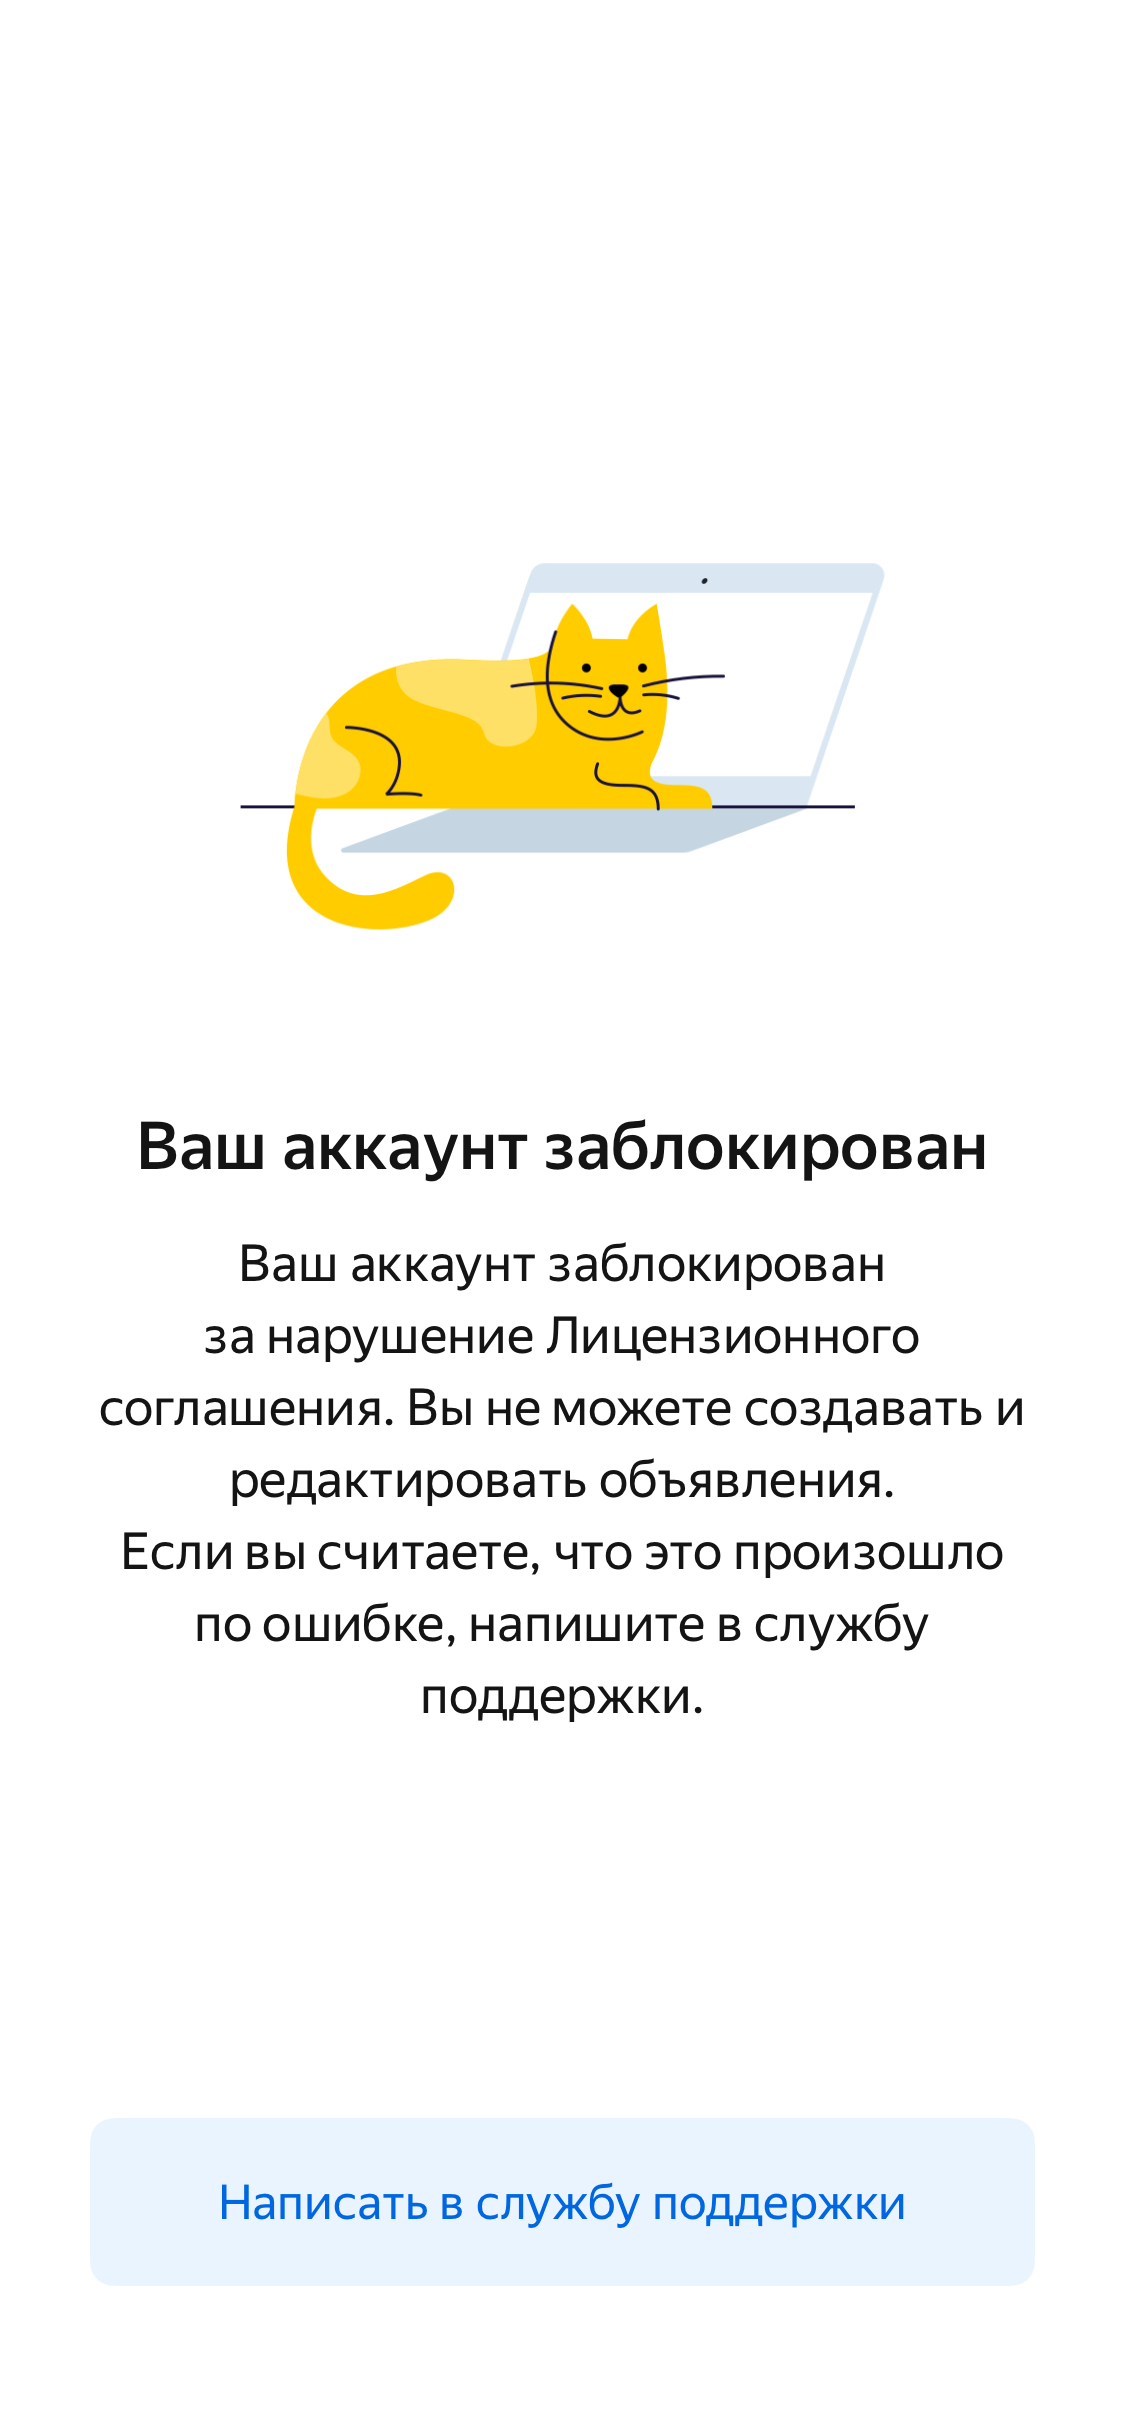 Ваш аккаунт заблокирован
Ваш аккаунт заблокирован
за нарушение Лицензионного
соглашения. Вы не можете создавать и
редактировать объявления.
Если вы считаете, что это произошло
по ошибке, напишите в службу
поддержки.
Написать в службу поддержки